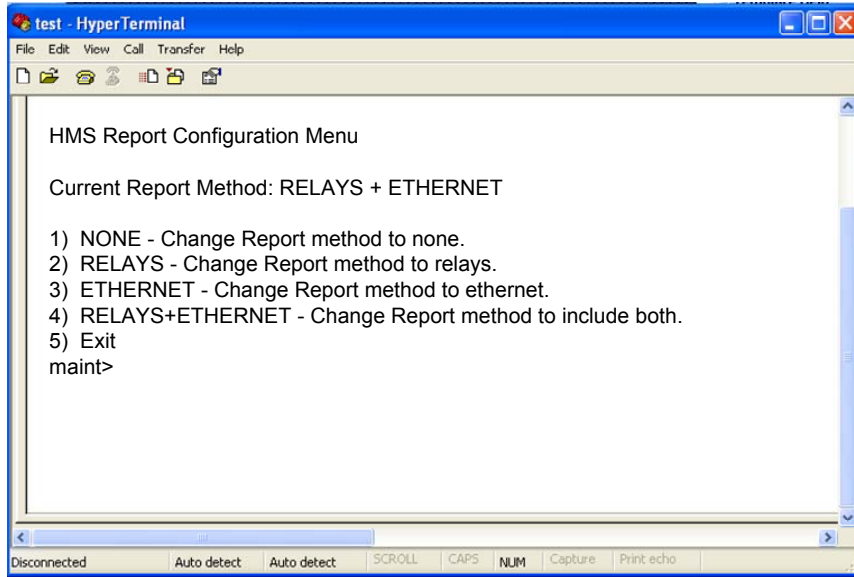 test - HyperTerminal
File Edit View Call Transfer Help
HMS Report Configuration Menu
Current Report Method: RELAYS + ETHERNET
1) NONE - Change Report method to none.
2) RELAYS - Change Report method to relays.
3) ETHERNET - Change Report method to ethernet.
4) RELAYS+ETHERNET - Change Report method to include both.
5) Exit
maint>
Disconnected Auto detect Auto detect SCROLL CAPS NUM Capture Print echo